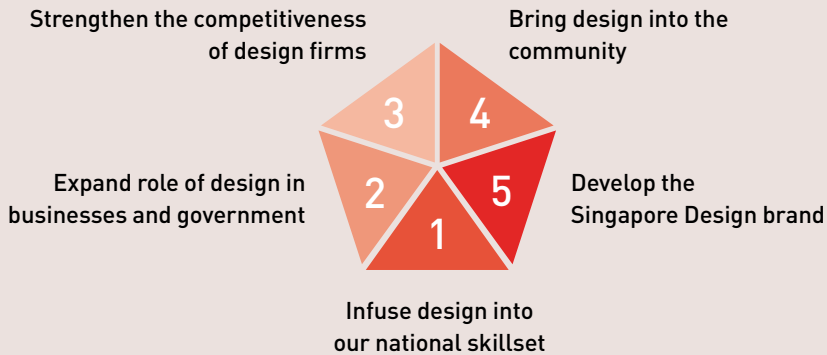 Strengthen the competitiveness
of design firms
Bring design into the
community
3
4
Expand role of design in
businesses and government
2
5
Develop the
Singapore Design brand
1
Infuse design into
our national skillset